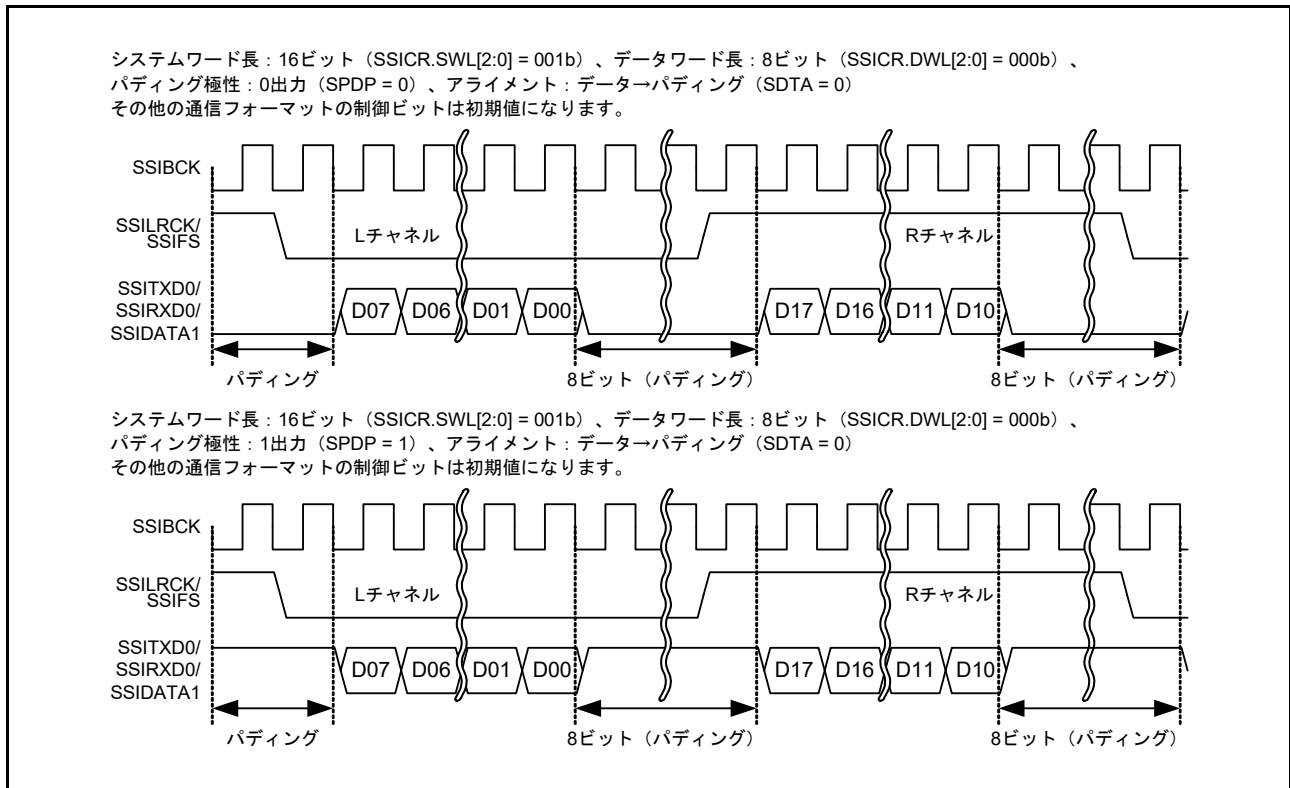 システムワード長：16ビット（SSICR.SWL[2:0] = 001b）、データワード長：8ビット（SSICR.DWL[2:0] = 000b）、
パディング極性：0出力（SPDP = 0）、アライメント：データ→パディング（SDTA = 0）
その他の通信フォーマットの制御ビットは初期値になります。
SSIBCK
SSILRCK/
SSIFS
Lチャネル
Rチャネル
SSITXD0/
SSIRXD0/
SSIDATA1
D07 D06 D01 D00 D17 D16 D11 D10
パディング
8ビット（パディング）
8ビット（パディング）
システムワード長：16ビット（SSICR.SWL[2:0] = 001b）、データワード長：8ビット（SSICR.DWL[2:0] = 000b）、
パディング極性：1出力（SPDP = 1）、アライメント：データ→パディング（SDTA = 0）
その他の通信フォーマットの制御ビットは初期値になります。
SSIBCK
SSILRCK/
SSIFS
Lチャネル
Rチャネル
SSITXD0/
SSIRXD0/
SSIDATA1
D07 D06 D01 D00 D17 D16 D11 D10
パディング
8ビット（パディング）
8ビット（パディング）